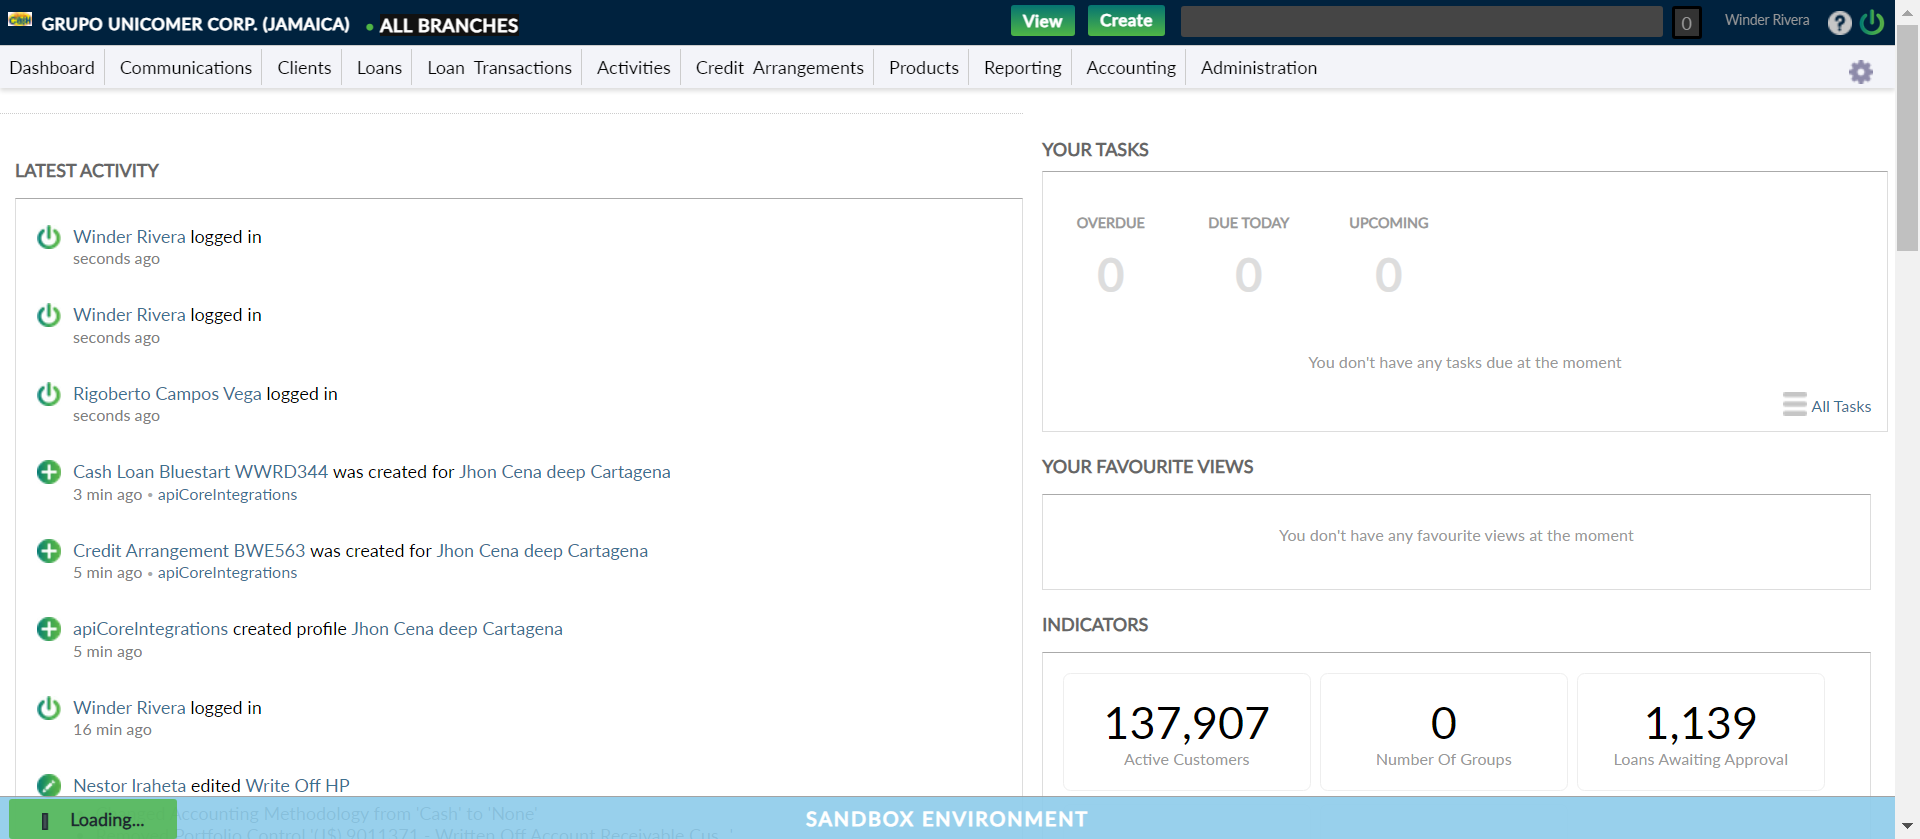 CASH
GRUPO UNICOMER CORP. (JAMAICA) • ALL BRANCHES
View Create 0 Winder Rivera ?
Dashboard Communications Clients Loans Loan Transactions Activities Credit Arrangements Products Reporting Accounting Administration
LATEST ACTIVITY
Winder Rivera logged in
seconds ago
Winder Rivera logged in
seconds ago
Rigoberto Campos Vega logged in
seconds ago
Cash Loan Bluestart WWRD344 was created for Jhon Cena deep Cartagena
3 min ago • apiCoreIntegrations
Credit Arrangement BWE563 was created for Jhon Cena deep Cartagena
5 min ago • apiCoreIntegrations
apiCoreIntegrations created profile Jhon Cena deep Cartagena
5 min ago
Winder Rivera logged in
16 min ago
Nestor Iraheta edited Write Off HP
Accounting Methodology from 'Cash' to 'None'
Portfolio Control '(J$) 9011371 - Written Off Account Receivable Cus...'
YOUR TASKS
OVERDUE DUE TODAY UPCOMING
0 0 0
You don't have any tasks due at the moment
All Tasks
YOUR FAVOURITE VIEWS
You don't have any favourite views at the moment
INDICATORS
137,907 0 1,139
Active Customers Number Of Groups Loans Awaiting Approval
Loading...
SANDBOX ENVIRONMENT